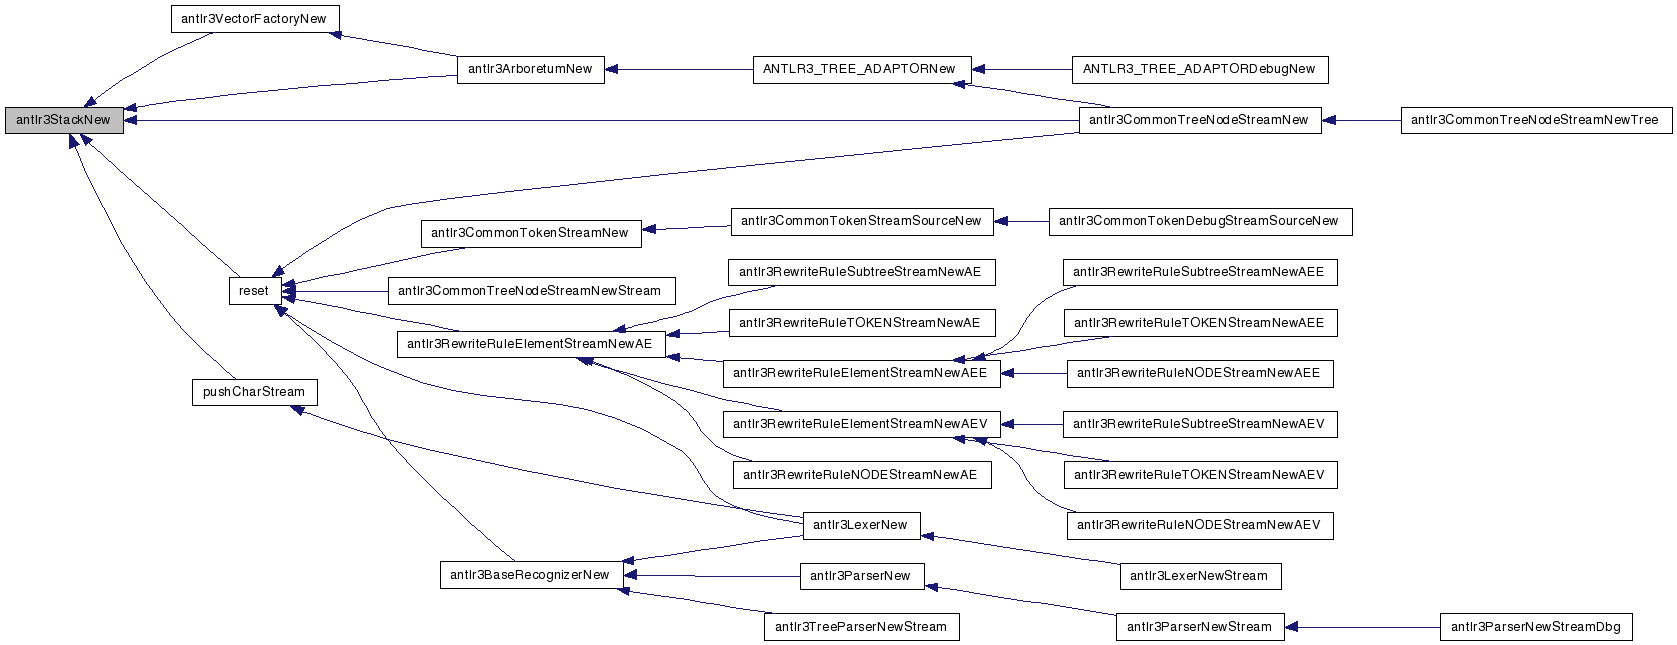 antlr3VectorFactoryNew
antlr3ArboretumNew
ANTLR3_TREE_ADAPTORNew
ANTLR3_TREE_ADAPTORDebugNew
antlr3StackNew
antlr3CommonTreeNodeStreamNew
antlr3CommonTreeNodeStreamNewTree
antlr3CommonTokenStreamNew
antlr3CommonTokenStreamSourceNew
antlr3CommonTokenDebugStreamSourceNew
reset
antlr3CommonTreeNodeStreamNewStream
antlr3RewriteRuleSubtreeStreamNewAE
antlr3RewriteRuleSubtreeStreamNewAEE
antlr3RewriteRuleTOKENStreamNewAE
antlr3RewriteRuleTOKENStreamNewAEE
antlr3RewriteRuleElementStreamNewAE
antlr3RewriteRuleElementStreamNewAEE
antlr3RewriteRuleNODEStreamNewAEE
pushCharStream
antlr3RewriteRuleElementStreamNewAEV
antlr3RewriteRuleSubtreeStreamNewAEV
antlr3RewriteRuleNODEStreamNewAE
antlr3RewriteRuleTOKENStreamNewAEV
antlr3LexerNew
antlr3RewriteRuleNODEStreamNewAEV
antlr3BaseRecognizerNew
antlr3ParserNew
antlr3LexerNewStream
antlr3TreeParserNewStream
antlr3ParserNewStream
antlr3ParserNewStreamDbg